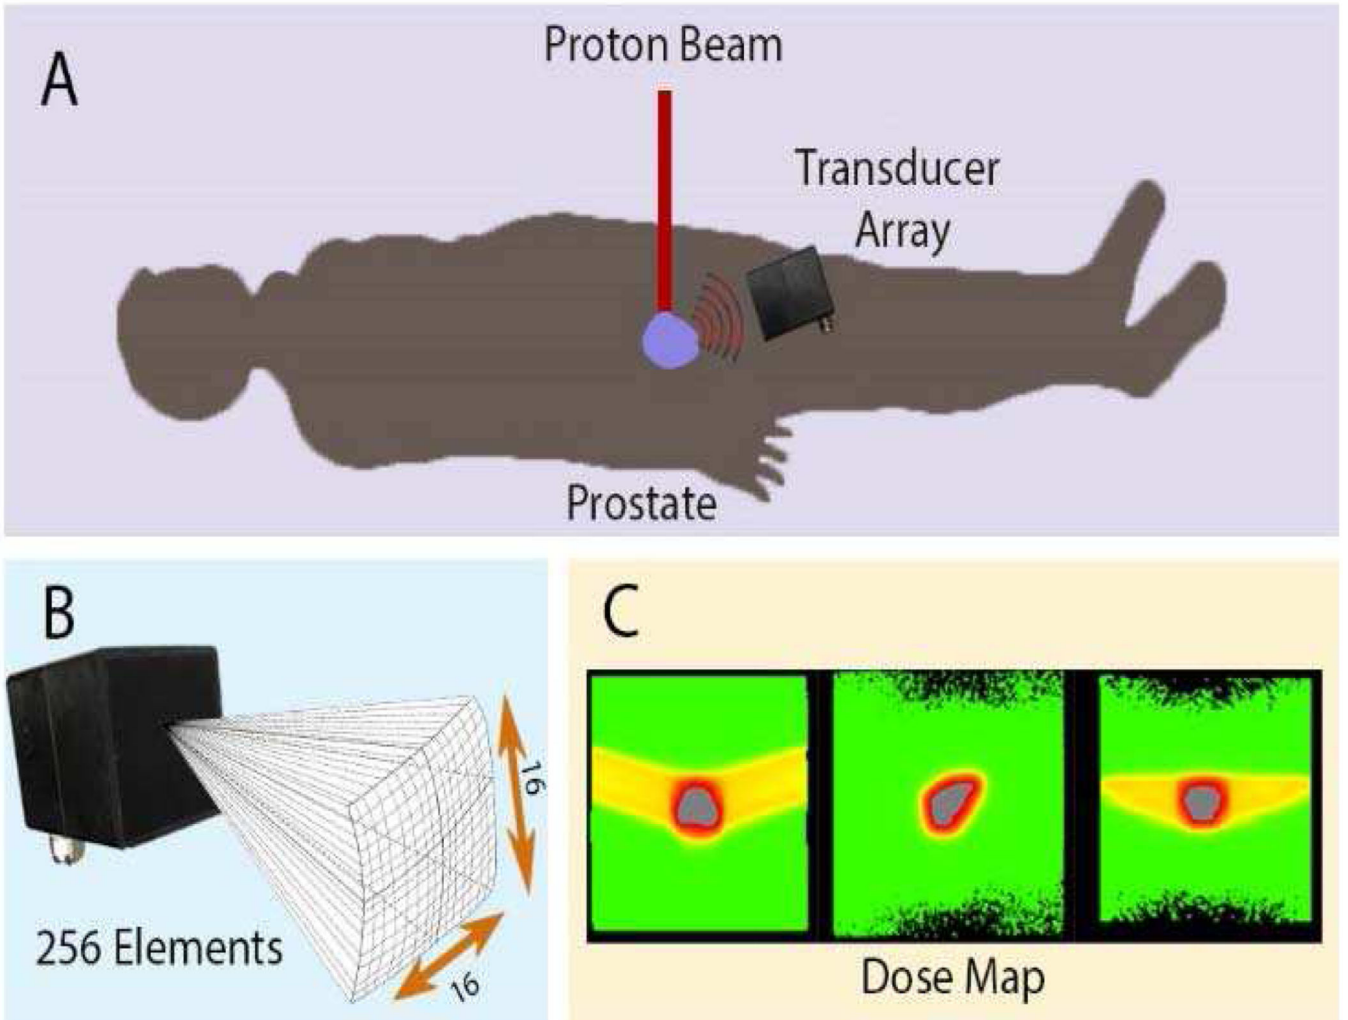 A
Proton Beam
Transducer
Array
Prostate
B
16
16
256 Elements
C
Dose Map